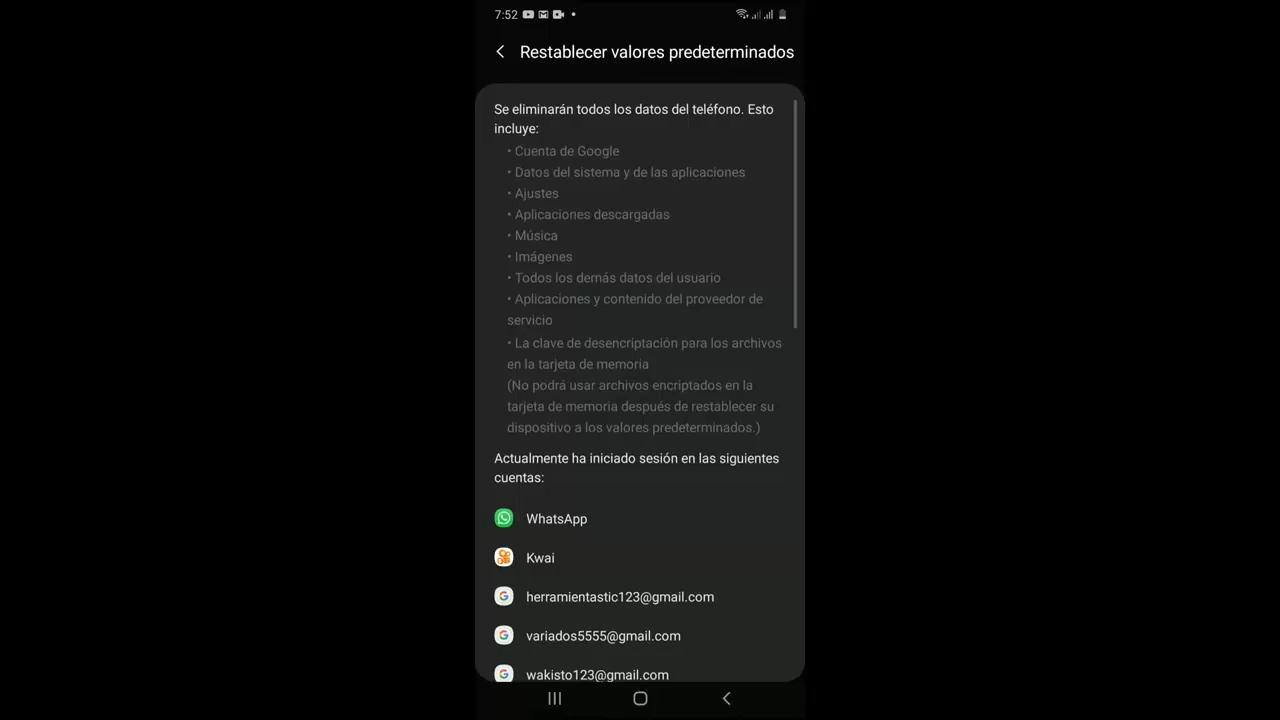 7:52
Restablecer valores predeterminados
Se eliminarán todos los datos del teléfono. Esto
incluye:
• Cuenta de Google
• Datos del sistema y de las aplicaciones
• Ajustes
• Aplicaciones descargadas
• Música
• Imágenes
• Todos los demás datos del usuario
• Aplicaciones y contenido del proveedor de
servicio
• La clave de desencriptación para los archivos
en la tarjeta de memoria
(No podrá usar archivos encriptados en la
tarjeta de memoria después de restablecer su
dispositivo a los valores predeterminados.)
Actualmente ha iniciado sesión en las siguientes
cuentas:
WhatsApp
Kwai
herramientastic123@gmail.com
variados5555@gmail.com
wakisto123@gmail.com